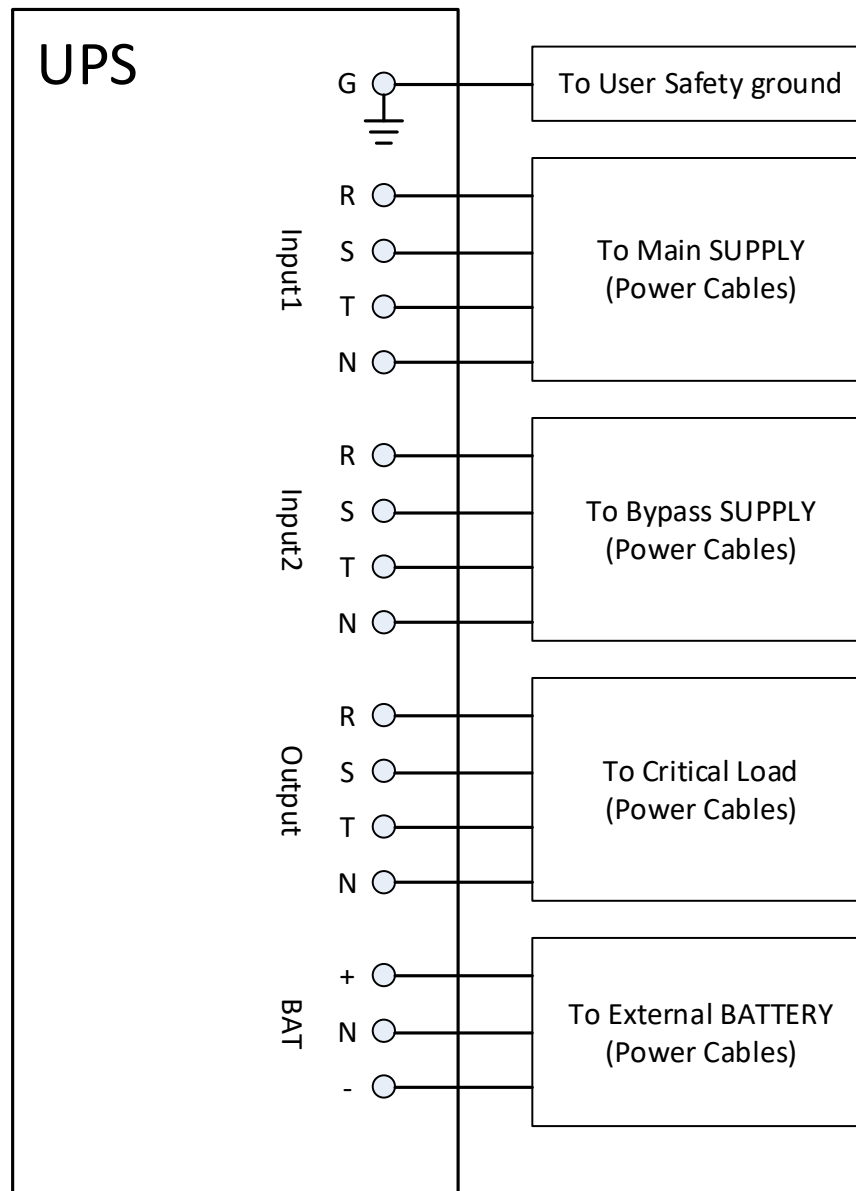 UPS
G
To User Safety ground
Input1
R
S
T
N
To Main SUPPLY
(Power Cables)
Input2
R
S
T
N
To Bypass SUPPLY
(Power Cables)
Output
R
S
T
N
To Critical Load
(Power Cables)
BAT
+
N
-
To External BATTERY
(Power Cables)